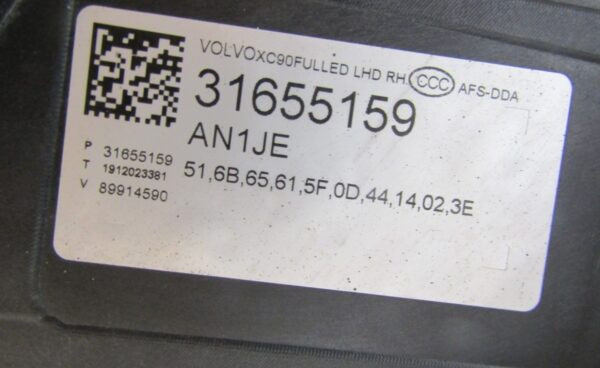 VOLVOXC90FULLED LHD RH CCC AFS-DDA
31655159
AN1JE
51,6B,65,61,5F,0D,44,14,02,3E
P 31655159
T 1912023381
V 89914590